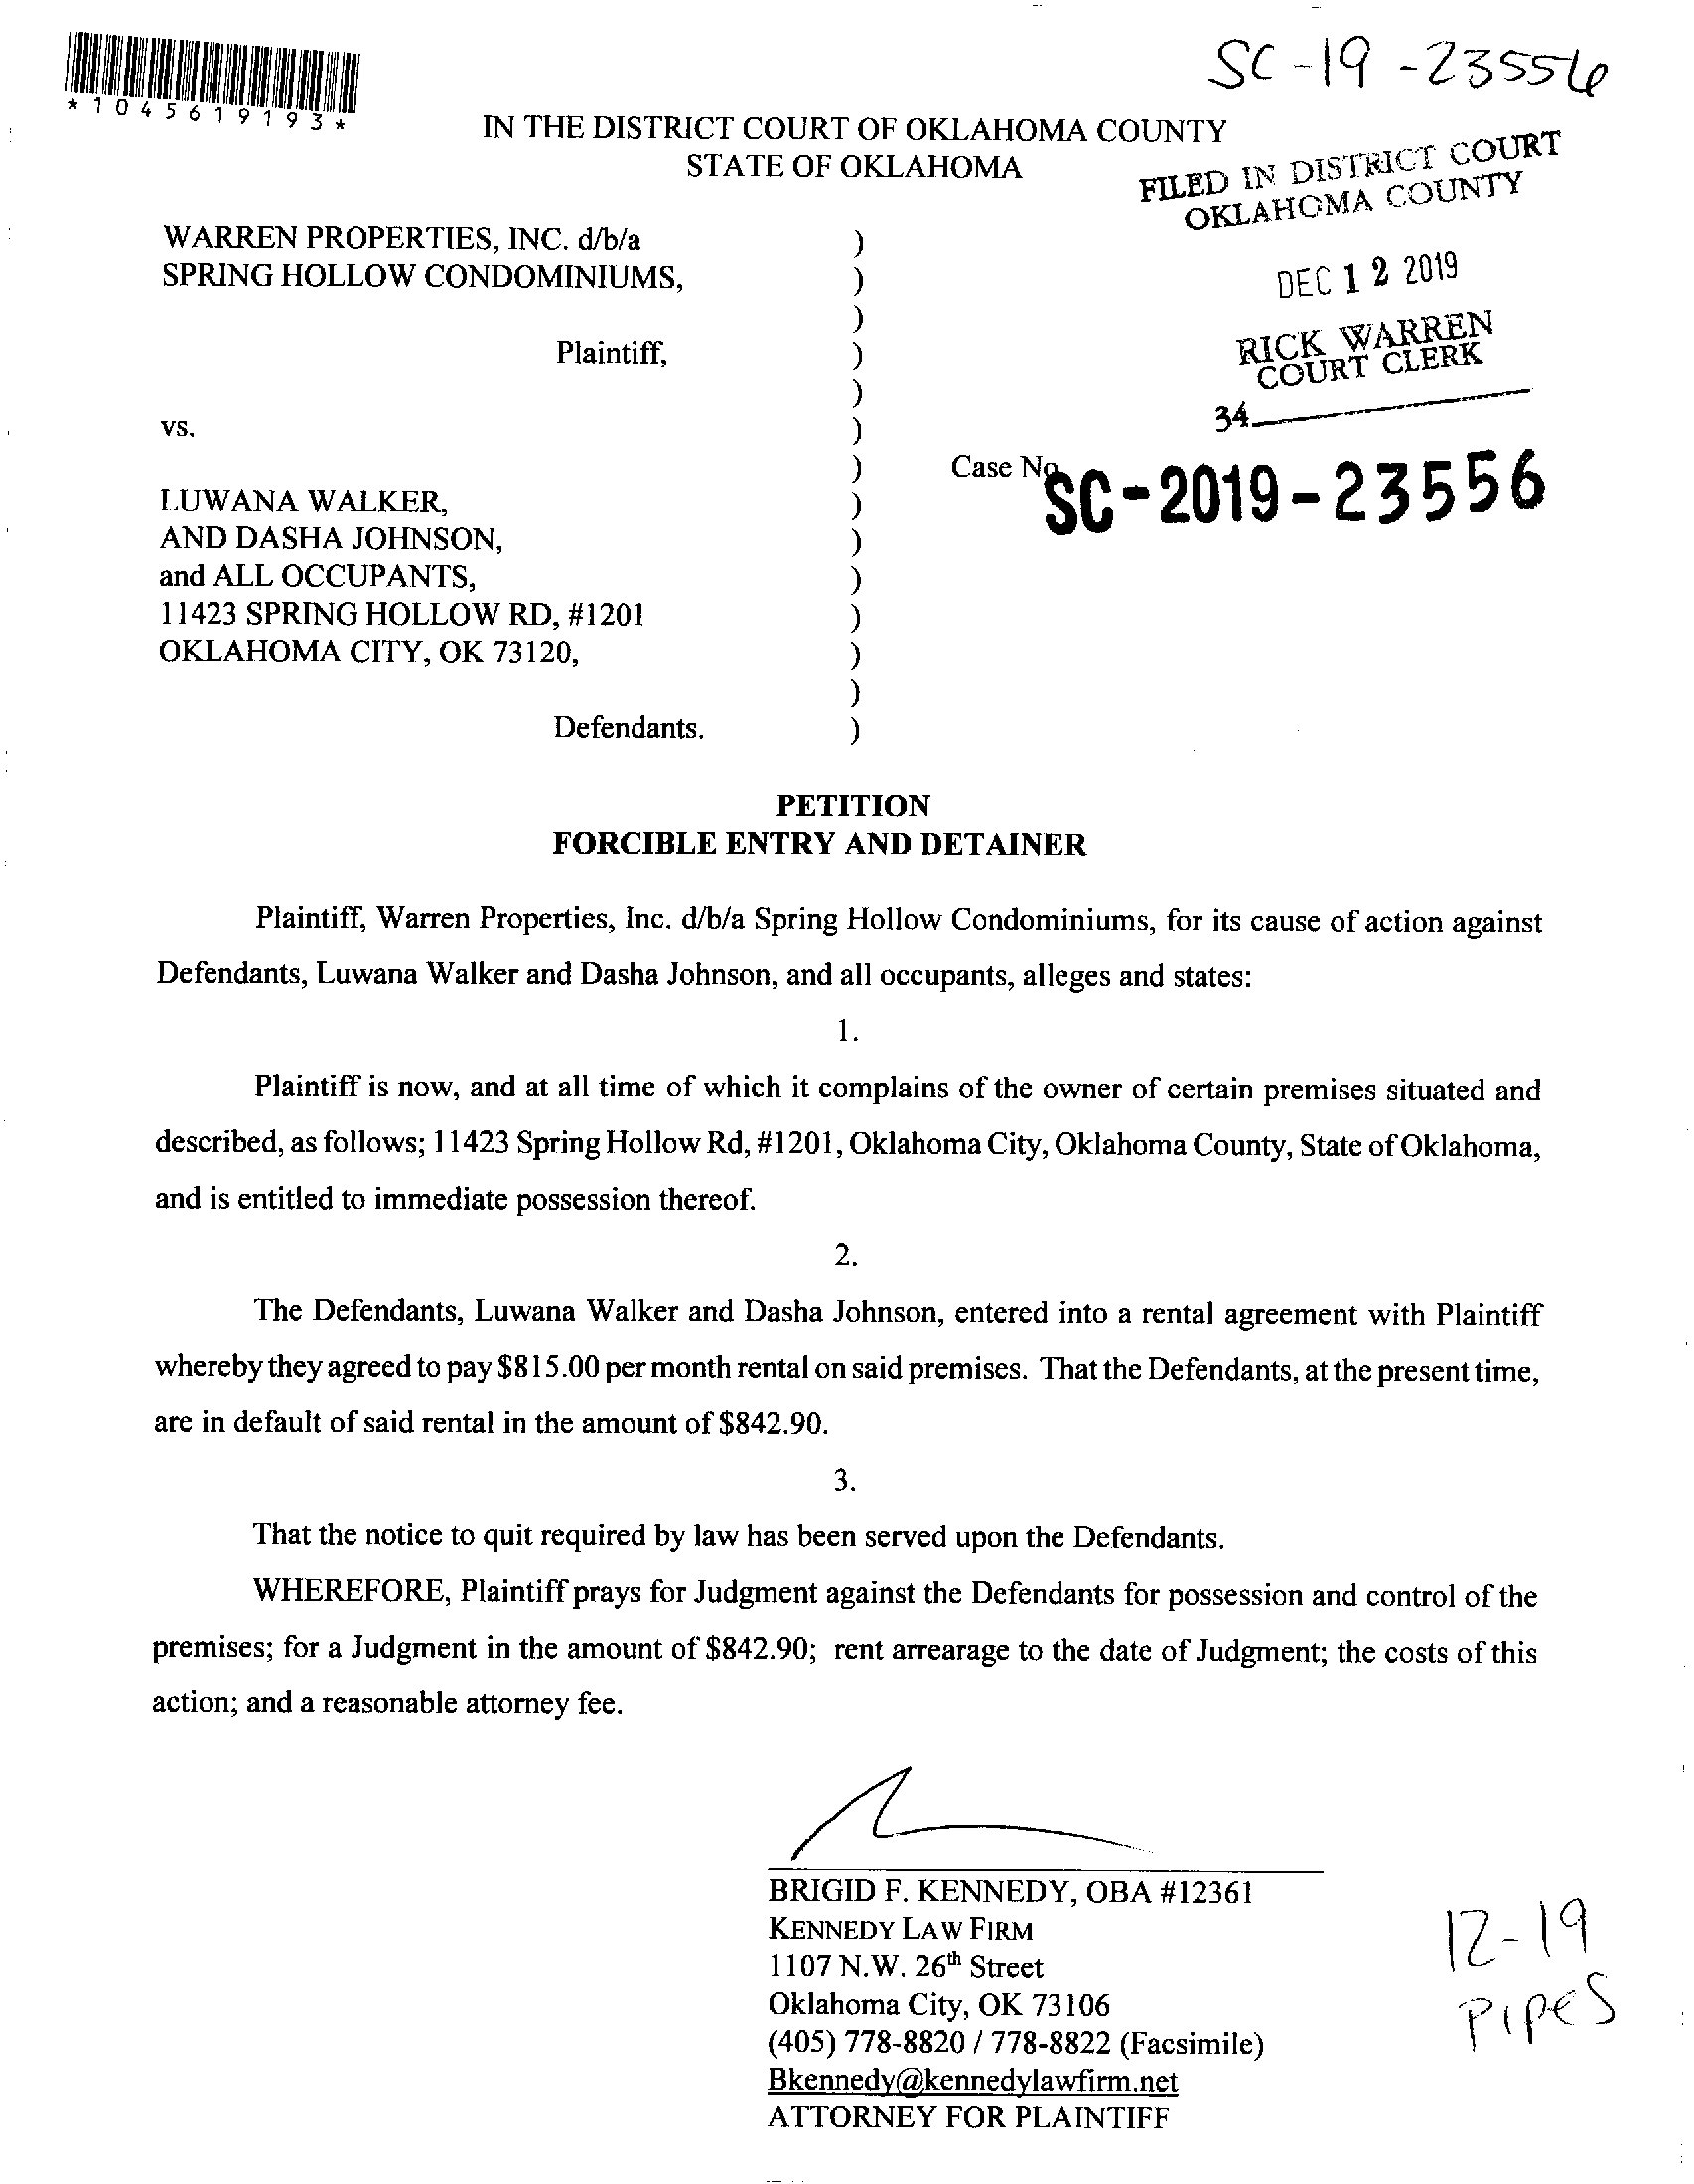 SC-19-23556
*1045619193*
IN THE DISTRICT COURT OF OKLAHOMA COUNTY
STATE OF OKLAHOMA
FILED IN DISTRICT COURT
OKLAHOMA COUNTY
DEC 12 2019
RICK WARREN
COURT CLERK
34
WARREN PROPERTIES, INC. d/b/a )
SPRING HOLLOW CONDOMINIUMS, )
)
Plaintiff, )
)
vs. )
) Case No.
SC-2019-23556
LUWANA WALKER, )
AND DASHA JOHNSON, )
and ALL OCCUPANTS, )
11423 SPRING HOLLOW RD, #1201 )
OKLAHOMA CITY, OK 73120, )
)
Defendants. )
PETITION
FORCIBLE ENTRY AND DETAINER
Plaintiff, Warren Properties, Inc. d/b/a Spring Hollow Condominiums, for its cause of action against
Defendants, Luwana Walker and Dasha Johnson, and all occupants, alleges and states:
1.
Plaintiff is now, and at all time of which it complains of the owner of certain premises situated and
described, as follows; 11423 Spring Hollow Rd, #1201, Oklahoma City, Oklahoma County, State of Oklahoma,
and is entitled to immediate possession thereof.
2.
The Defendants, Luwana Walker and Dasha Johnson, entered into a rental agreement with Plaintiff
whereby they agreed to pay $815.00 per month rental on said premises. That the Defendants, at the present time,
are in default of said rental in the amount of $842.90.
3.
That the notice to quit required by law has been served upon the Defendants.
WHEREFORE, Plaintiff prays for Judgment against the Defendants for possession and control of the
premises; for a Judgment in the amount of $842.90; rent arrearage to the date of Judgment; the costs of this
action; and a reasonable attorney fee.
BRIGID F. KENNEDY, OBA #12361
KENNEDY LAW FIRM
1107 N.W. 26th Street
Oklahoma City, OK 73106
(405) 778-8820 / 778-8822 (Facsimile)
Bkennedy@kennedylawfirm.net
ATTORNEY FOR PLAINTIFF
12-19
PIPES